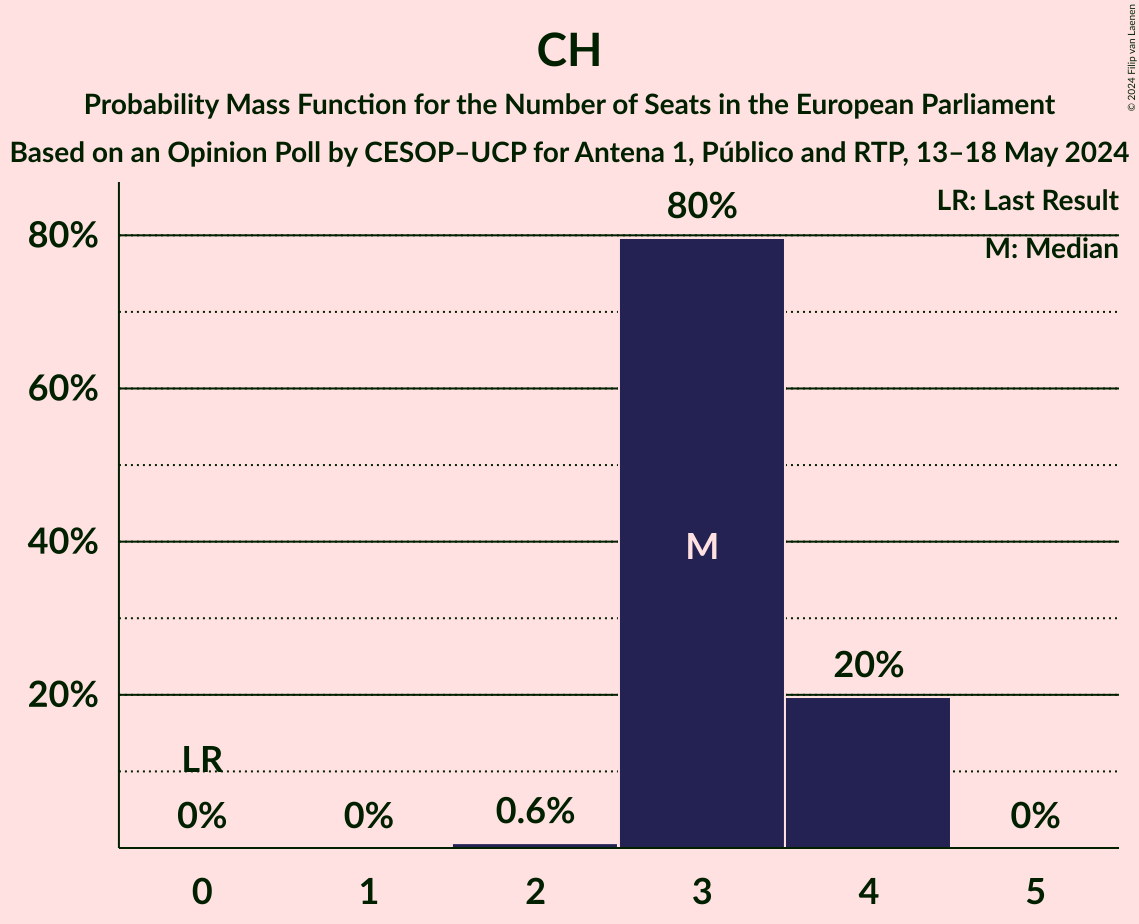 CH
Probability Mass Function for the Number of Seats in the European Parliament
Based on an Opinion Poll by CESOP–UCP for Antena 1, Público and RTP, 13–18 May 2024
© 2024 Filip van Laenen
LR: Last Result
M: Median
80%
60%
40%
20%
LR
0%
0%
0.6%
80%
M
20%
0%
0 1 2 3 4 5